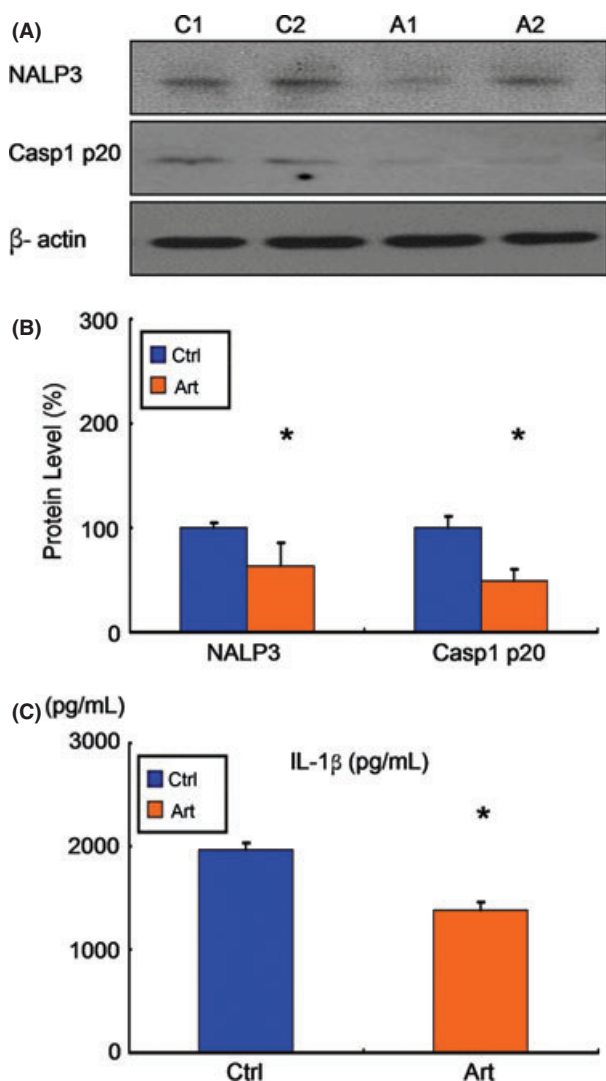 (A) C1 C2 A1 A2
NALP3
Casp1 p20
β- actin
(B)
300
200
100
0
Protein Level (%)
Ctrl
Art
* *
NALP3 Casp1 p20
(C) (pg/mL)
3000
2000
1000
0
IL-1β (pg/mL)
Ctrl
Art
*
Ctrl Art